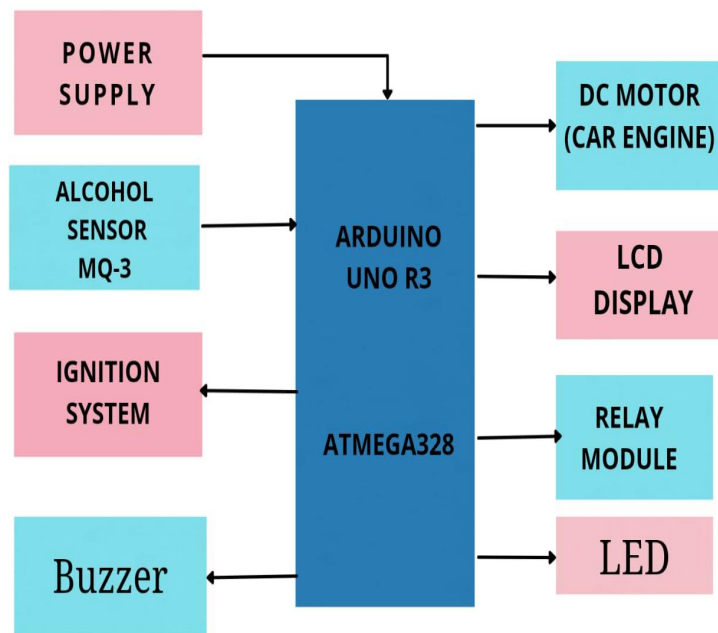 POWER
SUPPLY
ALCOHOL
SENSOR
MQ-3
IGNITION
SYSTEM
Buzzer
ARDUINO
UNO R3
ATMEGA328
DC MOTOR
(CAR ENGINE)
LCD
DISPLAY
RELAY
MODULE
LED